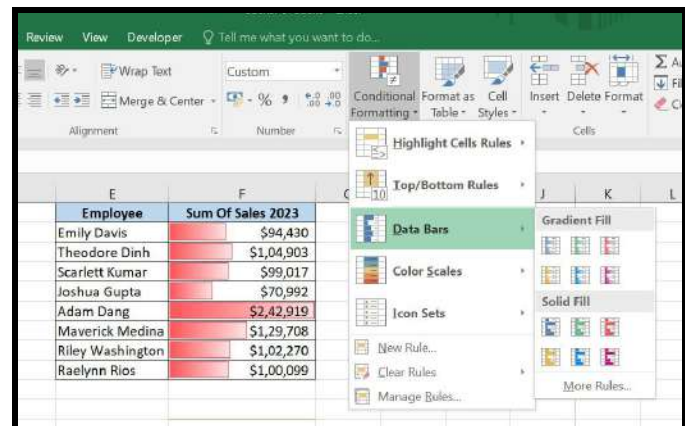 Review View Developer Tell me what you want to do...
Wrap Text Custom
Merge & Center % Conditional Formatting Format as Table Cell Styles Insert Delete Format
Alignment Number Cells
Highlight Cells Rules
Top/Bottom Rules
Data Bars
Color Scales
Icon Sets
New Rule...
Clear Rules
Manage Rules...
Gradient Fill
Solid Fill
More Rules...
E F J K L
Employee Sum Of Sales 2023
Emily Davis $94,430
Theodore Dinh $1,04,903
Scarlett Kumar $99,017
Joshua Gupta $70,992
Adam Dang $2,42,919
Maverick Medina $1,29,708
Riley Washington $1,02,270
Raelynn Rios $1,00,099